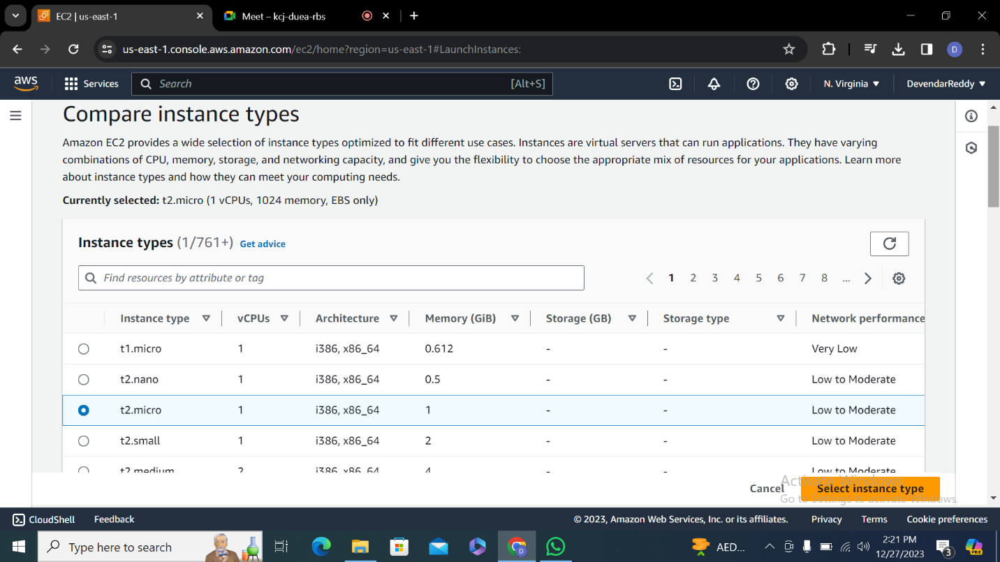 EC2 | us-east-1
Meet – kcj-duea-rbs
us-east-1.console.aws.amazon.com/ec2/home?region=us-east-1#LaunchInstances:
D
aws
Services
Search
[Alt+S]
N. Virginia
DevendarReddy
Compare instance types
Amazon EC2 provides a wide selection of instance types optimized to fit different use cases. Instances are virtual servers that can run applications. They have varying
combinations of CPU, memory, storage, and networking capacity, and give you the flexibility to choose the appropriate mix of resources for your applications. Learn more
about instance types and how they can meet your computing needs.
Currently selected: t2.micro (1 vCPUs, 1024 memory, EBS only)
Instance types (1/761+) Get advice
Find resources by attribute or tag
1 2 3 4 5 6 7 8 ...
Instance type vCPUs Architecture Memory (GiB) Storage (GB) Storage type Network performance
t1.micro 1 i386, x86_64 0.612 - - Very Low
t2.nano 1 i386, x86_64 0.5 - - Low to Moderate
t2.micro 1 i386, x86_64 1 - - Low to Moderate
t2.small 1 i386, x86_64 2 - - Low to Moderate
t2.medium 2 i386, x86_64 4 - - Low to Moderate
Cancel
Select instance type
Activate Windows
Go to Settings to activate Windows.
CloudShell
Feedback
© 2023, Amazon Web Services, Inc. or its affiliates.
Privacy
Terms
Cookie preferences
Type here to search
D
AED...
2:21 PM
12/27/2023
3
PRE